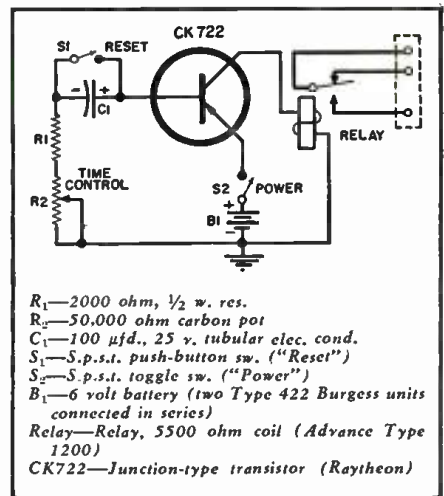 CK 722
S1 RESET
- + C1
R1
TIME CONTROL
R2
RELAY
S2 POWER
+
B1
-
R₁—2000 ohm, ½ w. res.
R₂—50,000 ohm carbon pot
C₁—100 µfd., 25 v. tubular elec. cond.
S₁—S.p.s.t. push-button sw. ("Reset")
S₂—S.p.s.t. toggle sw. ("Power")
B₁—6 volt battery (two Type 422 Burgess units
connected in series)
Relay—Relay, 5500 ohm coil (Advance Type
1200)
CK722—Junction-type transistor (Raytheon)